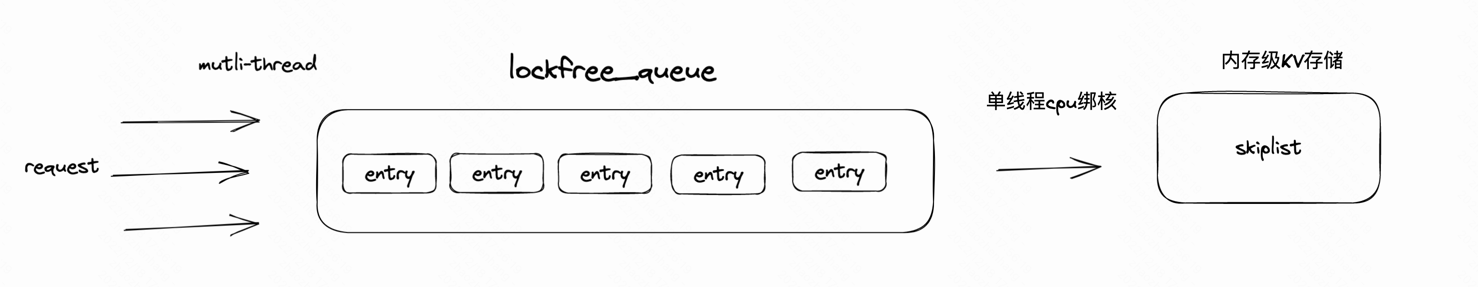 mutli-thread
lockfree_queue
内存级KV存储
单线程cpu绑核
request
entry
entry
entry
entry
entry
skiplist